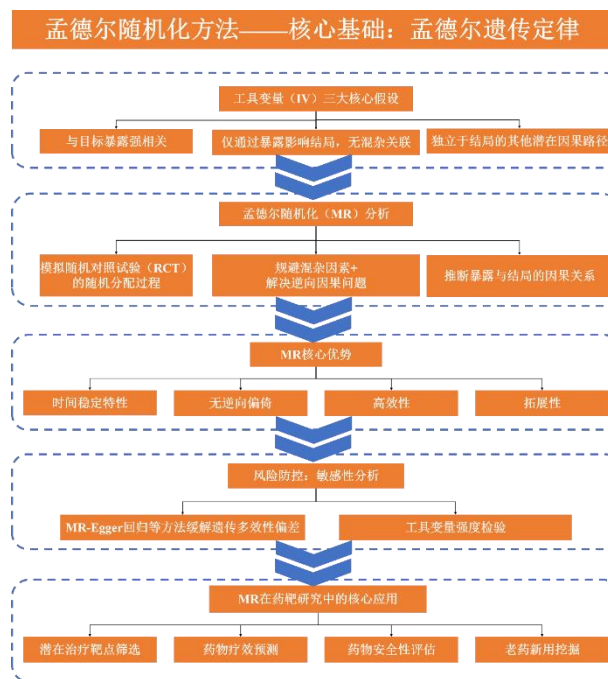 孟德尔随机化方法——核心基础：孟德尔遗传定律
工具变量（IV）三大核心假设
与目标暴露强相关
仅通过暴露影响结局，无混杂关联
独立于结局的其他潜在因果路径
孟德尔随机化（MR）分析
模拟随机对照试验（RCT）
的随机分配过程
规避混杂因素+
解决逆向因果问题
推断暴露与结局的因果关系
MR核心优势
时间稳定特性
无逆向偏倚
高效性
拓展性
风险防控：敏感性分析
MR-Egger回归等方法缓解遗传多效性偏差
工具变量强度检验
MR在药靶研究中的核心应用
潜在治疗靶点筛选
药物疗效预测
药物安全性评估
老药新用挖掘